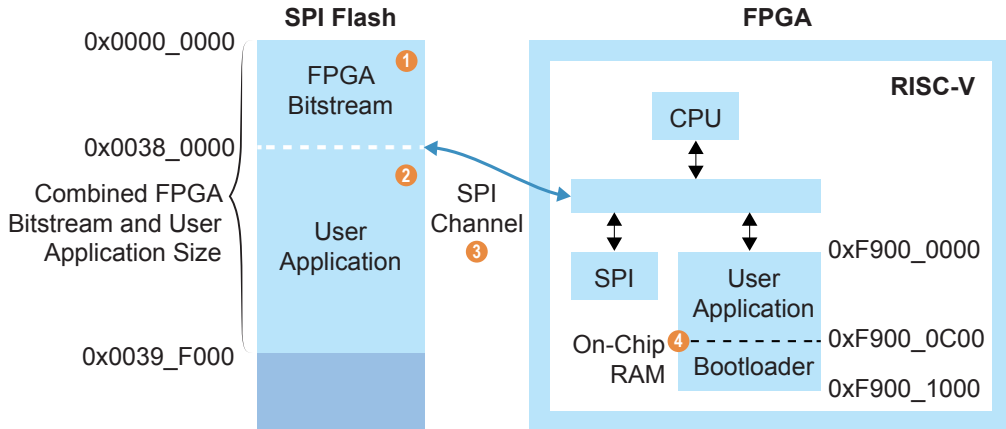 SPI Flash
0x0000_0000
1
FPGA
Bitstream
0x0038_0000
2
Combined FPGA
Bitstream and User
Application Size
User
Application
0x0039_F000
SPI
Channel
3
FPGA
RISC-V
CPU
SPI
User
Application
0xF900_0000
On-Chip
RAM
4
0xF900_0C00
Bootloader
0xF900_1000